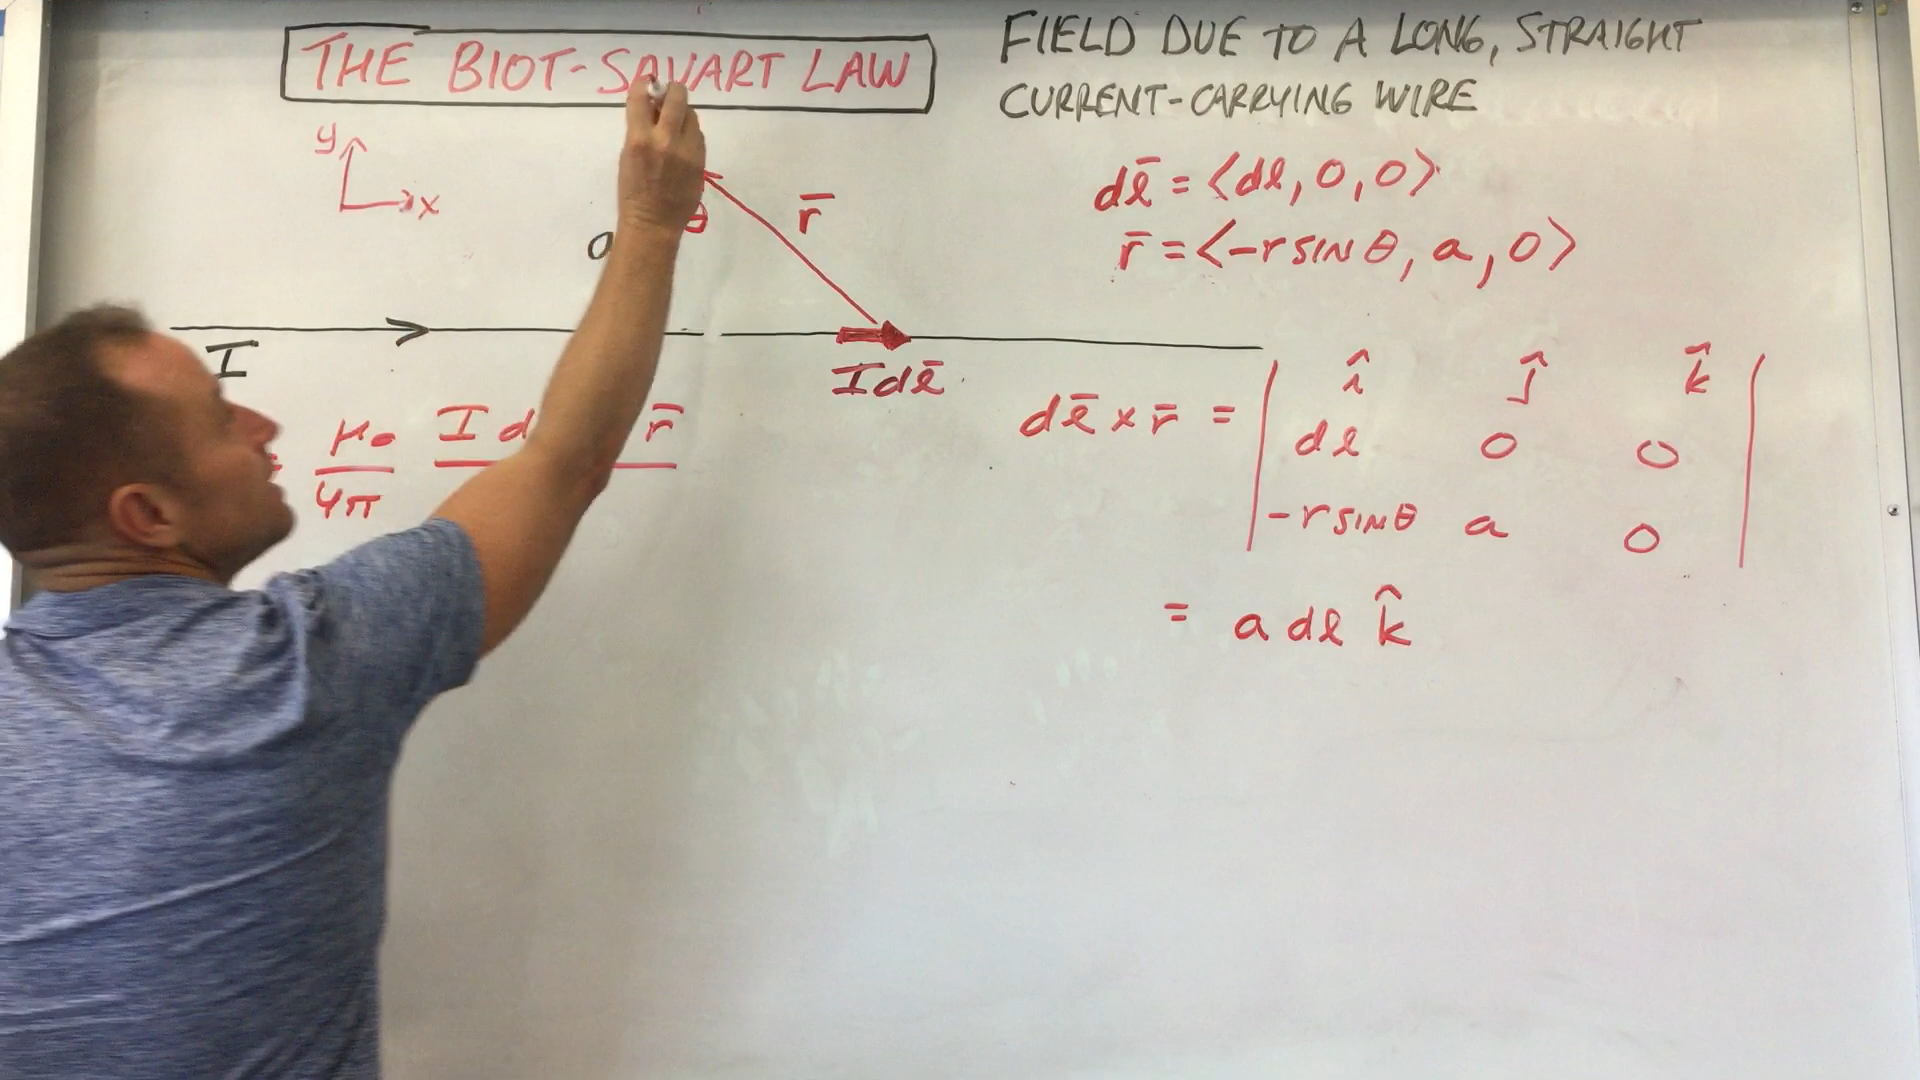 THE BIOT-SAVART LAW
FIELD DUE TO A LONG, STRAIGHT
CURRENT-CARRYING WIRE
y
x
a
θ
r̄
I
Idℓ̄
= μ₀ I d r̄
4π
dℓ̄ = <dℓ, 0, 0>
r̄ = <-r SIN θ, a, 0>
dℓ̄ × r̄ =
î ĵ k̂
dℓ 0 0
-r SIN θ a 0
= a dℓ k̂